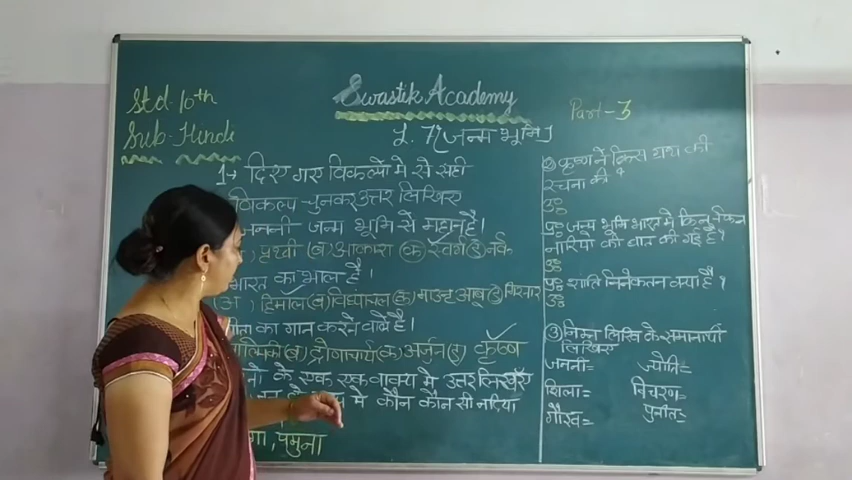 Std-10th
Sub-Hindi
Swastik Academy
Part-3
L. 7 (जन्म भूमि)
1→ दिए गए विकल्पो मे से सही
विकल्प चुनकर उत्तर लिखिए
जननी जन्म भूमि से महान है।
पृथ्वी (ब) आकाश (क) स्वर्ग (ड) नर्क
भारत का भाल है।
(अ) हिमाल (ब) विंध्याचल (क) माउन्ट आबू (ड) गिरनार
का गान करने वाले है।
(ब) द्रोणाचार्य (क) अर्जुन (ड) कृष्ण
के एक एक वाक्य मे उत्तर लिखिए
मे कौन कौन सी नदिया
, यमुना
② कृष्ण ने किस ग्रंथ की
रचना की ?
उः
प्रः जन्म भूमि भारत मे किन किन
नारियो की बात की गई है ?
उः
प्रः शांति निकेतन क्या है ?
उः
③ निम्न लिखि के समानार्थी
लिखिए
जननी= ज्योति=
शिला= विचरण=
गौरव= पुनीत=